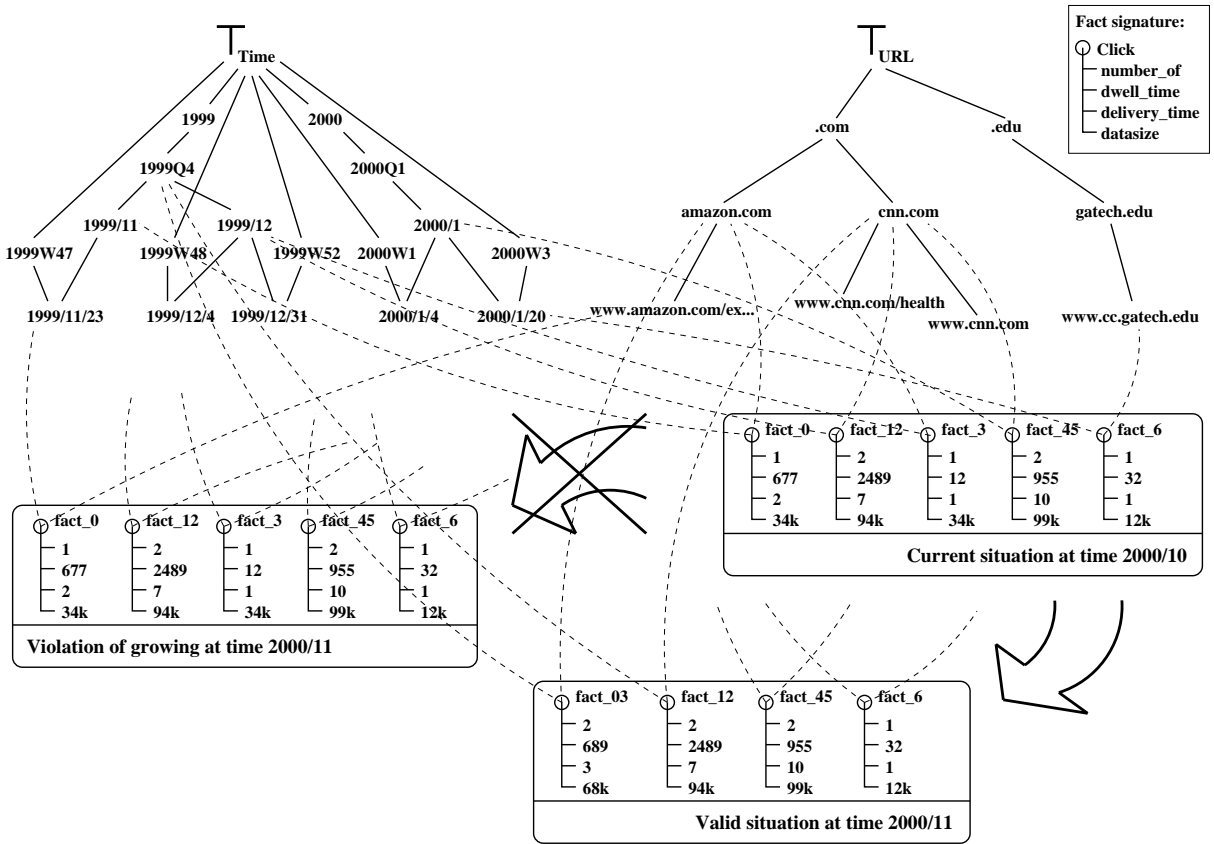 Fact signature:
Click
number_of
dwell_time
delivery_time
datasize
Time
URL
1999
2000
.com
.edu
1999Q4
2000Q1
1999/11
1999/12
2000/1
amazon.com
cnn.com
gatech.edu
1999W47
1999W48
1999W52
2000W1
2000W3
1999/11/23
1999/12/4
1999/12/31
2000/1/4
2000/1/20
www.amazon.com/ex...
www.cnn.com/health
www.cnn.com
www.cc.gatech.edu
fact_0
fact_12
fact_3
fact_45
fact_6
1
2
1
2
1
677
2489
12
955
32
2
7
1
10
1
34k
94k
34k
99k
12k
Current situation at time 2000/10
fact_0
fact_12
fact_3
fact_45
fact_6
1
2
1
2
1
677
2489
12
955
32
2
7
1
10
1
34k
94k
34k
99k
12k
Violation of growing at time 2000/11
fact_03
fact_12
fact_45
fact_6
2
2
2
1
689
2489
955
32
3
7
10
1
68k
94k
99k
12k
Valid situation at time 2000/11